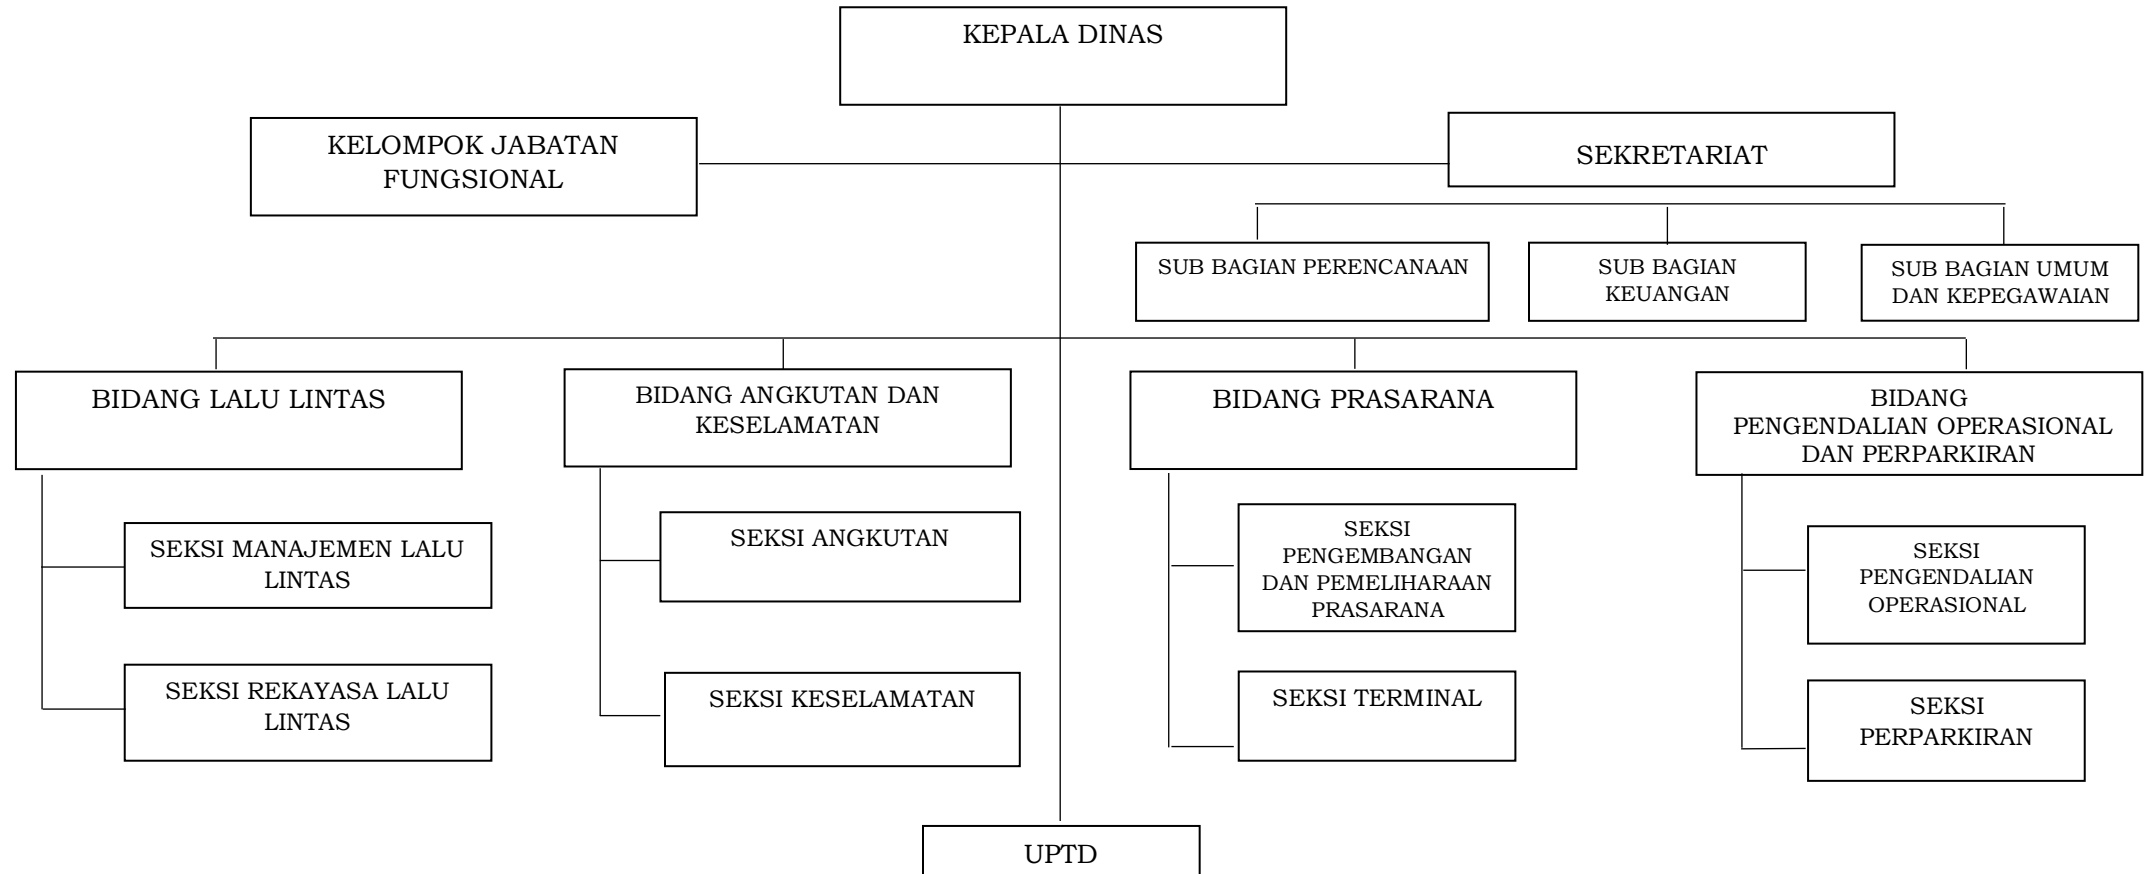 KEPALA DINAS
KELOMPOK JABATAN
FUNGSIONAL
SEKRETARIAT
SUB BAGIAN PERENCANAAN
SUB BAGIAN
KEUANGAN
SUB BAGIAN UMUM
DAN KEPEGAWAIAN
BIDANG LALU LINTAS
BIDANG ANGKUTAN DAN
KESELAMATAN
BIDANG PRASARANA
BIDANG
PENGENDALIAN OPERASIONAL
DAN PERPARKIRAN
SEKSI MANAJEMEN LALU
LINTAS
SEKSI ANGKUTAN
SEKSI
PENGEMBANGAN
DAN PEMELIHARAAN
PRASARANA
SEKSI
PENGENDALIAN
OPERASIONAL
SEKSI REKAYASA LALU
LINTAS
SEKSI KESELAMATAN
SEKSI TERMINAL
SEKSI
PERPARKIRAN
UPTD